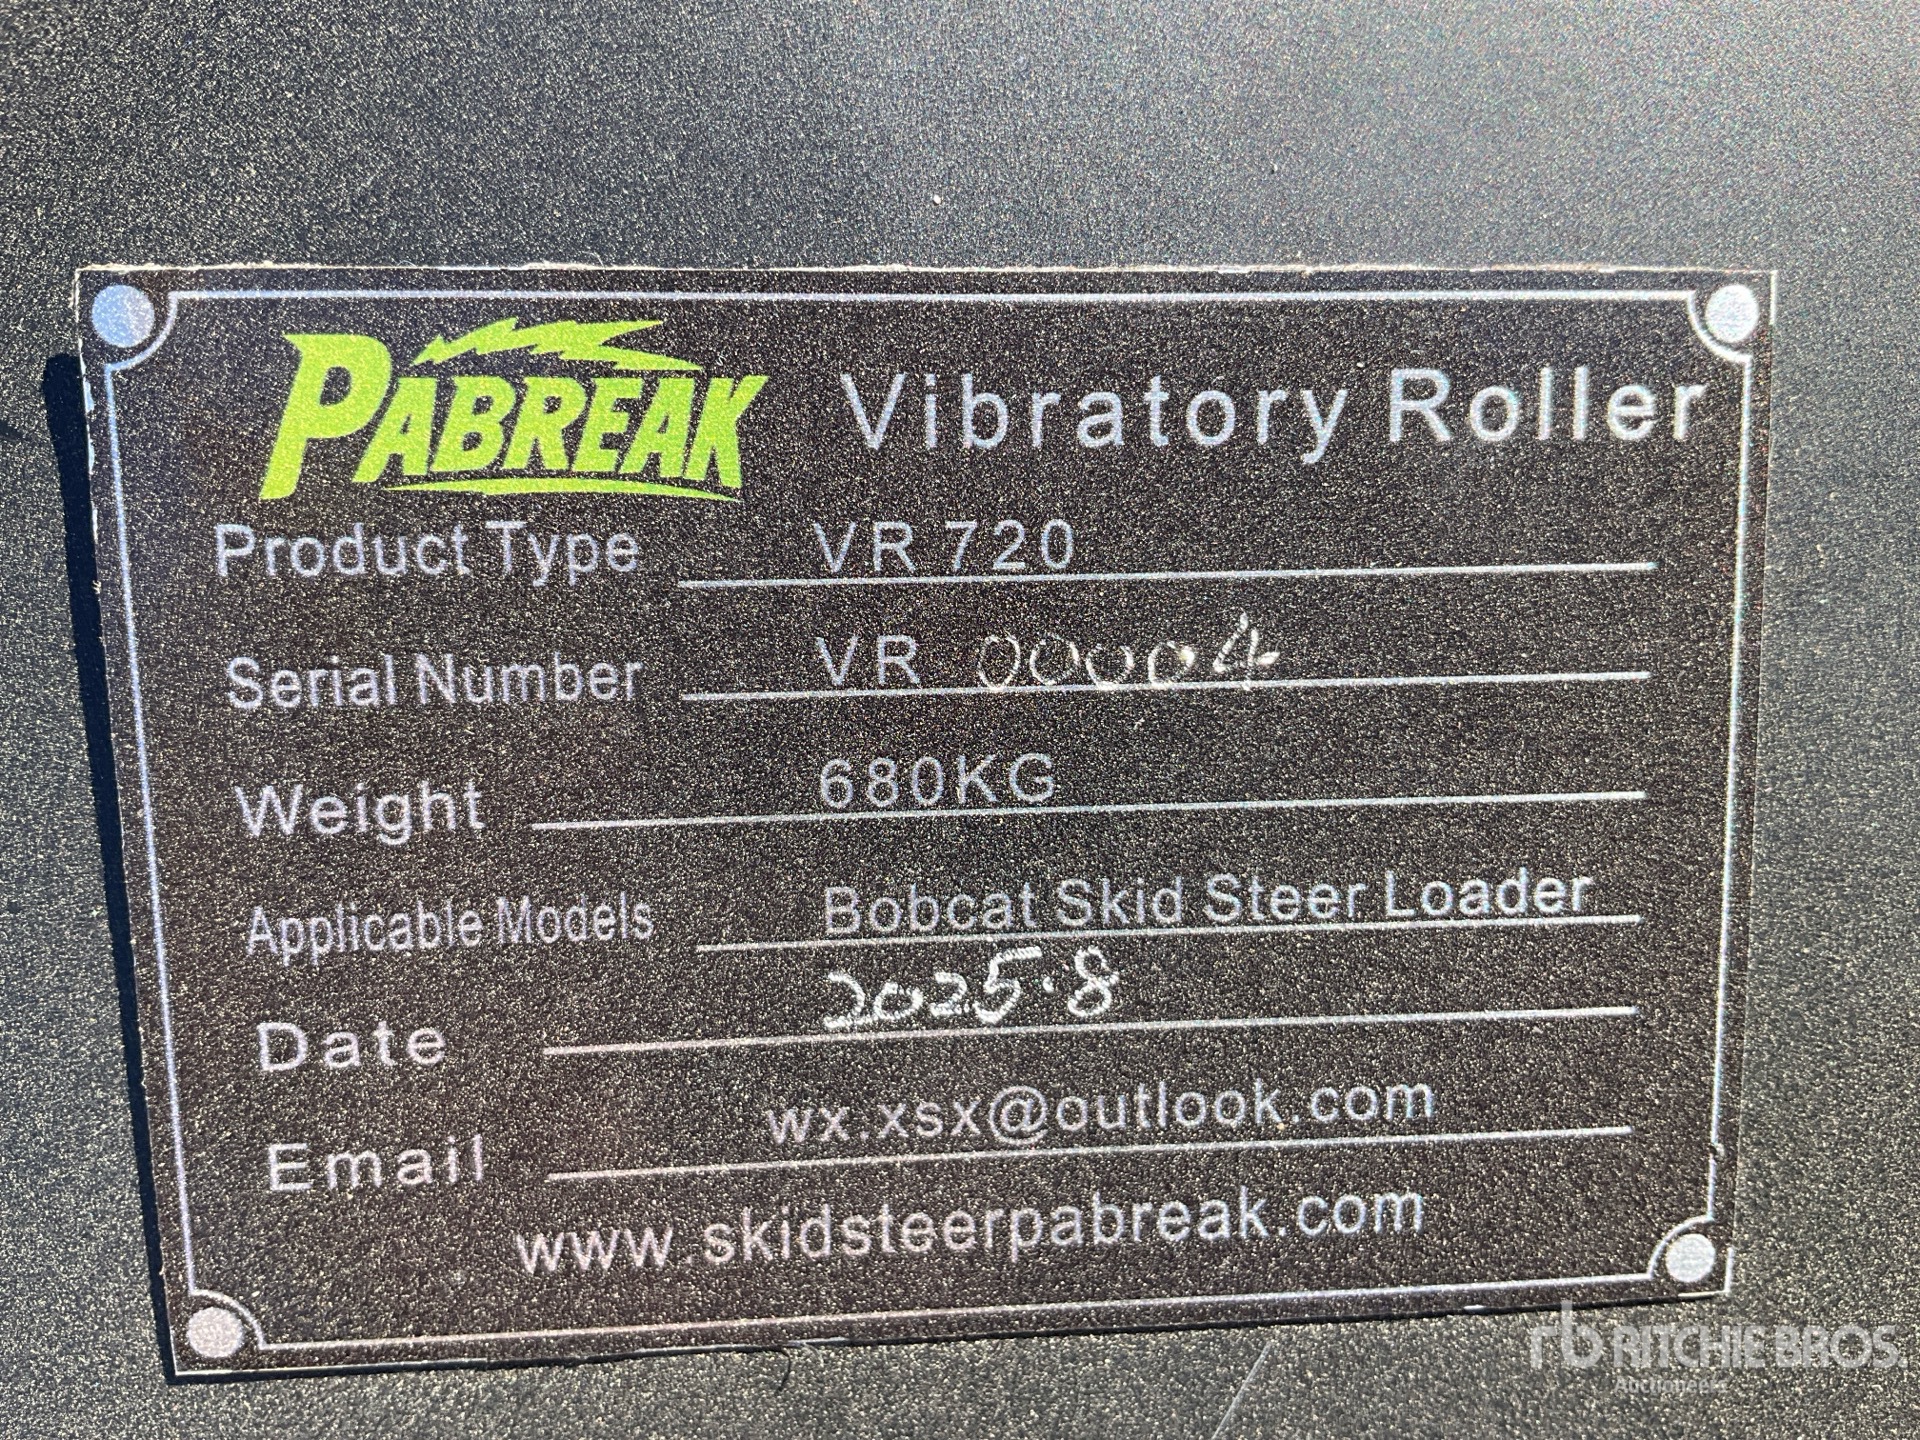 PABREAK Vibratory Roller
Product Type VR 720
Serial Number VR 00004
Weight 680KG
Applicable Models Bobcat Skid Steer Loader
Date 2025.8
Email wx.xsx@outlook.com
www.skidsteerpabreak.com
rb RITCHIE BROS.
Auctioneers